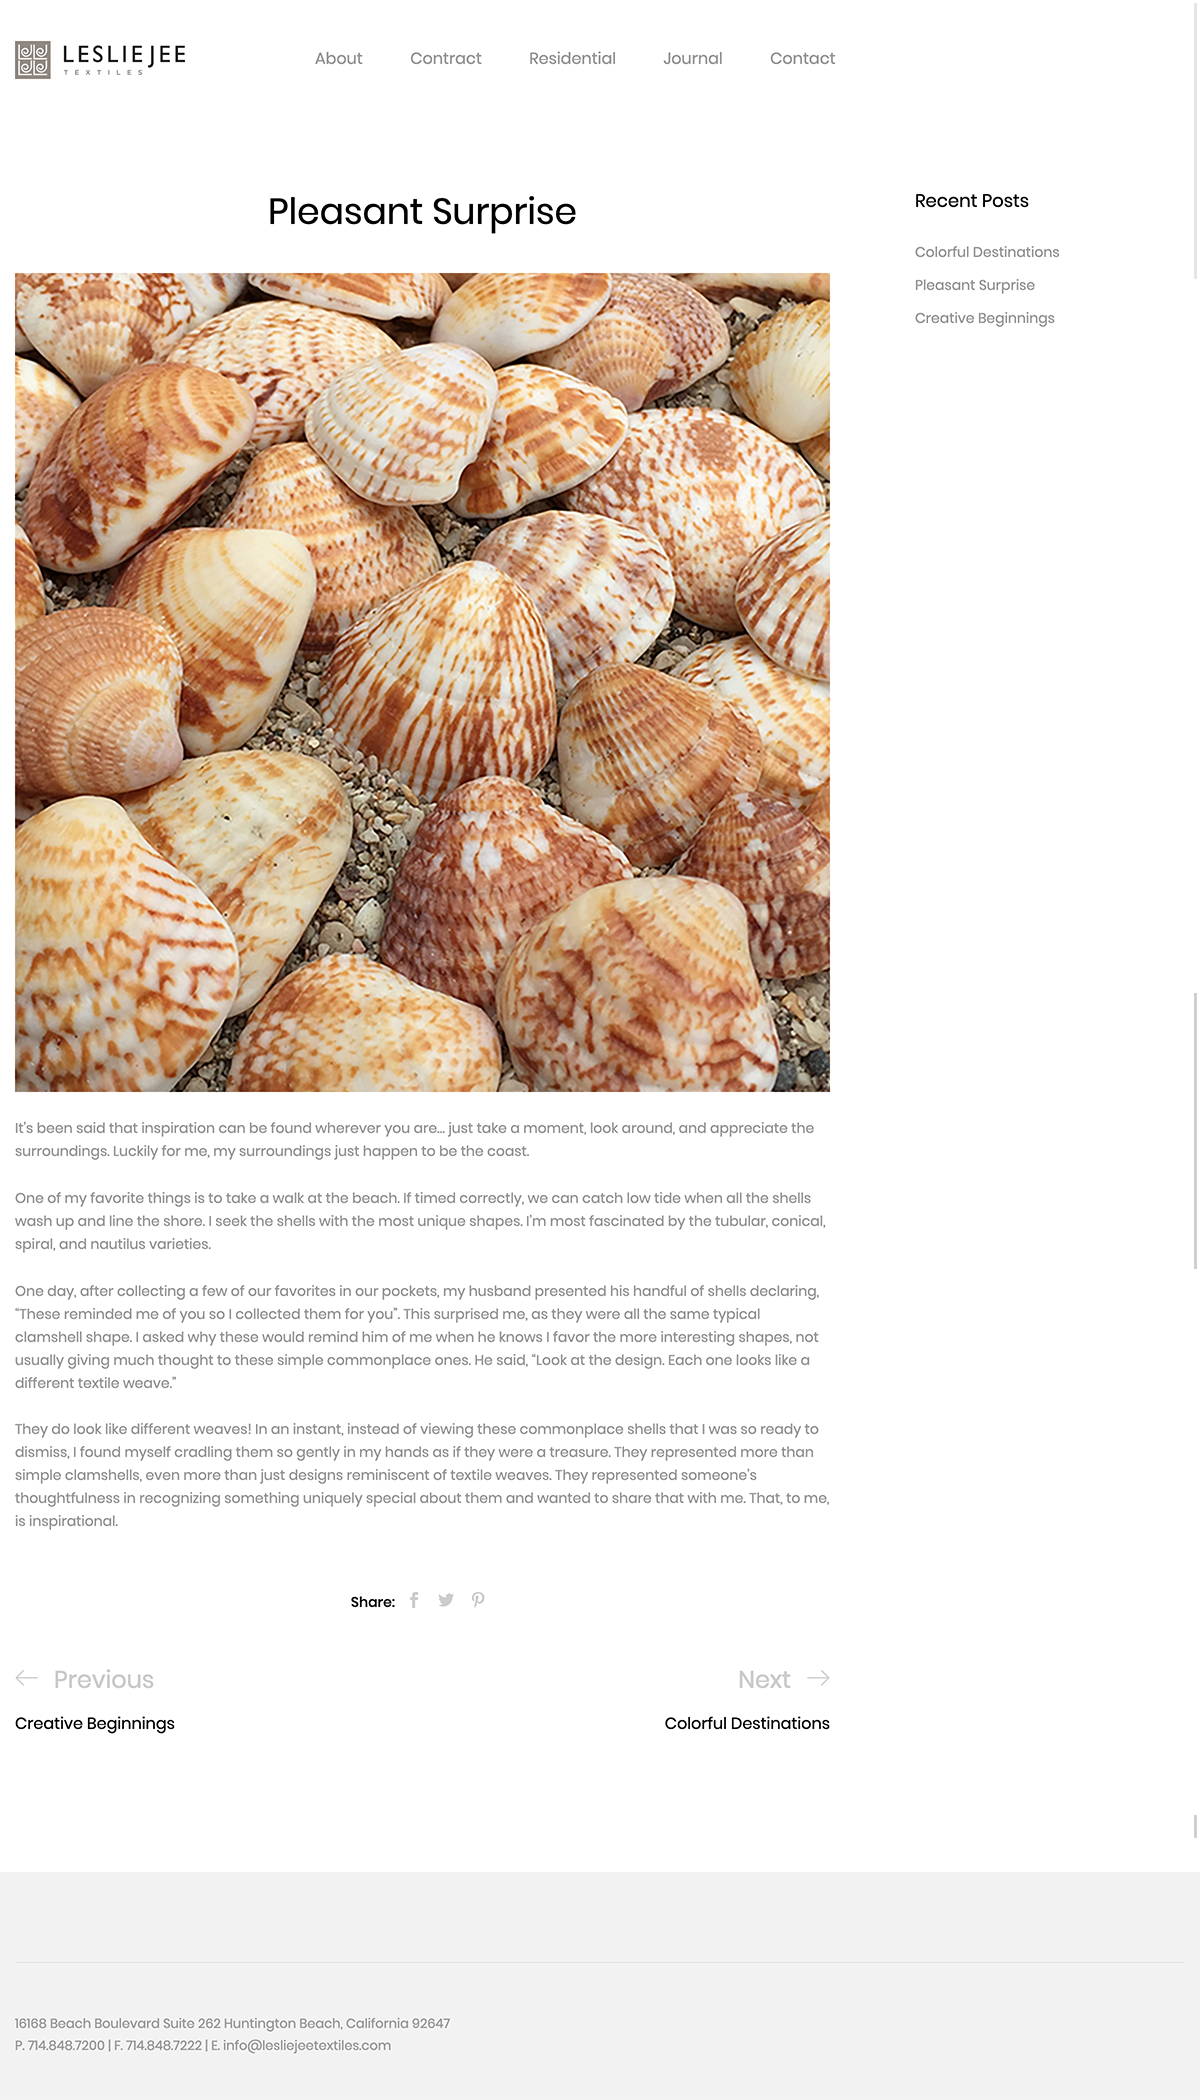 LESLIE JEE
TEXTILES
About
Contract
Residential
Journal
Contact
Pleasant Surprise
Recent Posts
Colorful Destinations
Pleasant Surprise
Creative Beginnings
It's been said that inspiration can be found wherever you are... just take a moment, look around, and appreciate the
surroundings. Luckily for me, my surroundings just happen to be the coast.
One of my favorite things is to take a walk at the beach. If timed correctly, we can catch low tide when all the shells
wash up and line the shore. I seek the shells with the most unique shapes. I'm most fascinated by the tubular, conical,
spiral, and nautilus varieties.
One day, after collecting a few of our favorites in our pockets, my husband presented his handful of shells declaring,
"These reminded me of you so I collected them for you". This surprised me, as they were all the same typical
clamshell shape. I asked why these would remind him of me when he knows I favor the more interesting shapes, not
usually giving much thought to these simple commonplace ones. He said, "Look at the design. Each one looks like a
different textile weave."
They do look like different weaves! In an instant, instead of viewing these commonplace shells that I was so ready to
dismiss, I found myself cradling them so gently in my hands as if they were a treasure. They represented more than
simple clamshells, even more than just designs reminiscent of textile weaves. They represented someone's
thoughtfulness in recognizing something uniquely special about them and wanted to share that with me. That, to me,
is inspirational.
Share:
Previous
Next
Creative Beginnings
Colorful Destinations
16168 Beach Boulevard Suite 262 Huntington Beach, California 92647
P. 714.848.7200 | F. 714.848.7222 | E. info@lesliejeetextiles.com